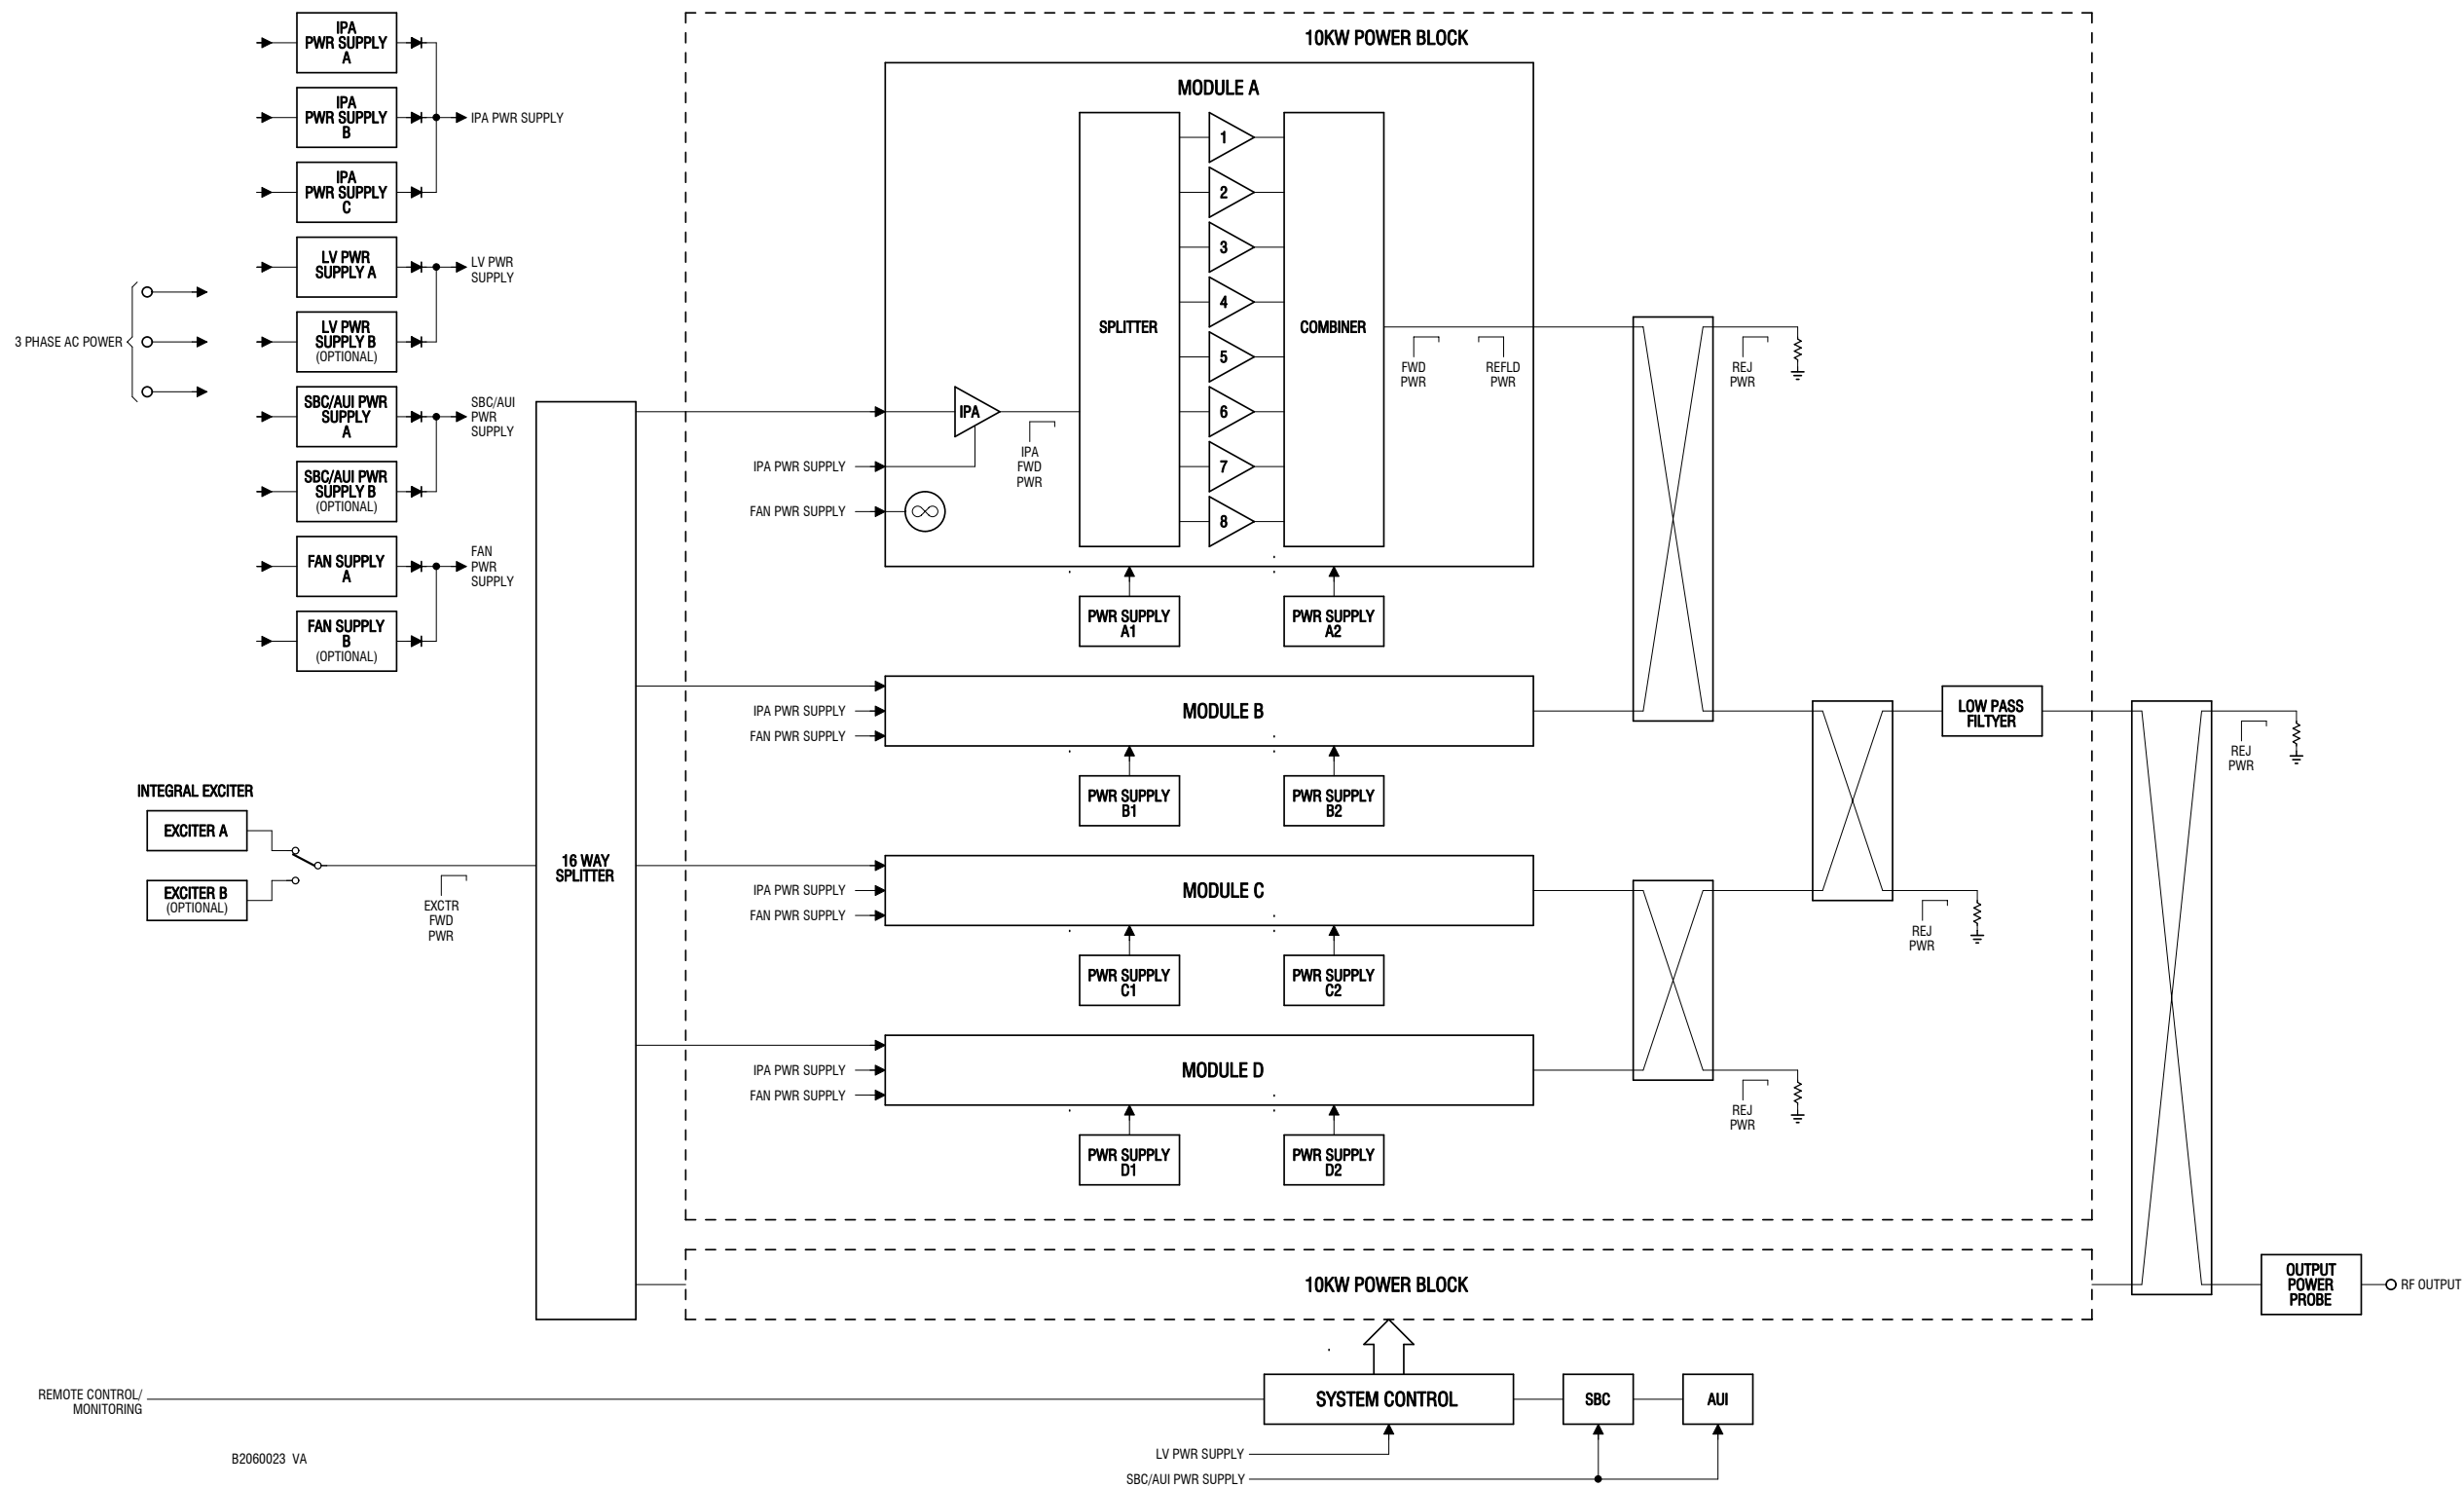 IPA
PWR SUPPLY
A
IPA
PWR SUPPLY
B
IPA PWR SUPPLY
IPA
PWR SUPPLY
C
LV PWR
SUPPLY A
LV PWR
SUPPLY
LV PWR
SUPPLY B
(OPTIONAL)
3 PHASE AC POWER
SBC/AUI PWR
SUPPLY
A
SBC/AUI
PWR
SUPPLY
SBC/AUI PWR
SUPPLY B
(OPTIONAL)
FAN SUPPLY
A
FAN
PWR
SUPPLY
FAN SUPPLY
B
(OPTIONAL)
INTEGRAL EXCITER
EXCITER A
EXCITER B
(OPTIONAL)
EXCTR
FWD
PWR
16 WAY
SPLITTER
10KW POWER BLOCK
MODULE A
IPA PWR SUPPLY
FAN PWR SUPPLY
IPA
IPA
FWD
PWR
SPLITTER
1
2
3
4
5
6
7
8
COMBINER
FWD
PWR
REFLD
PWR
REJ
PWR
PWR SUPPLY
A1
PWR SUPPLY
A2
MODULE B
IPA PWR SUPPLY
FAN PWR SUPPLY
PWR SUPPLY
B1
PWR SUPPLY
B2
LOW PASS
FILTYER
REJ
PWR
MODULE C
IPA PWR SUPPLY
FAN PWR SUPPLY
PWR SUPPLY
C1
PWR SUPPLY
C2
REJ
PWR
MODULE D
IPA PWR SUPPLY
FAN PWR SUPPLY
PWR SUPPLY
D1
PWR SUPPLY
D2
REJ
PWR
10KW POWER BLOCK
OUTPUT
POWER
PROBE
RF OUTPUT
REMOTE CONTROL/
MONITORING
SYSTEM CONTROL
SBC
AUI
LV PWR SUPPLY
SBC/AUI PWR SUPPLY
B2060023 VA